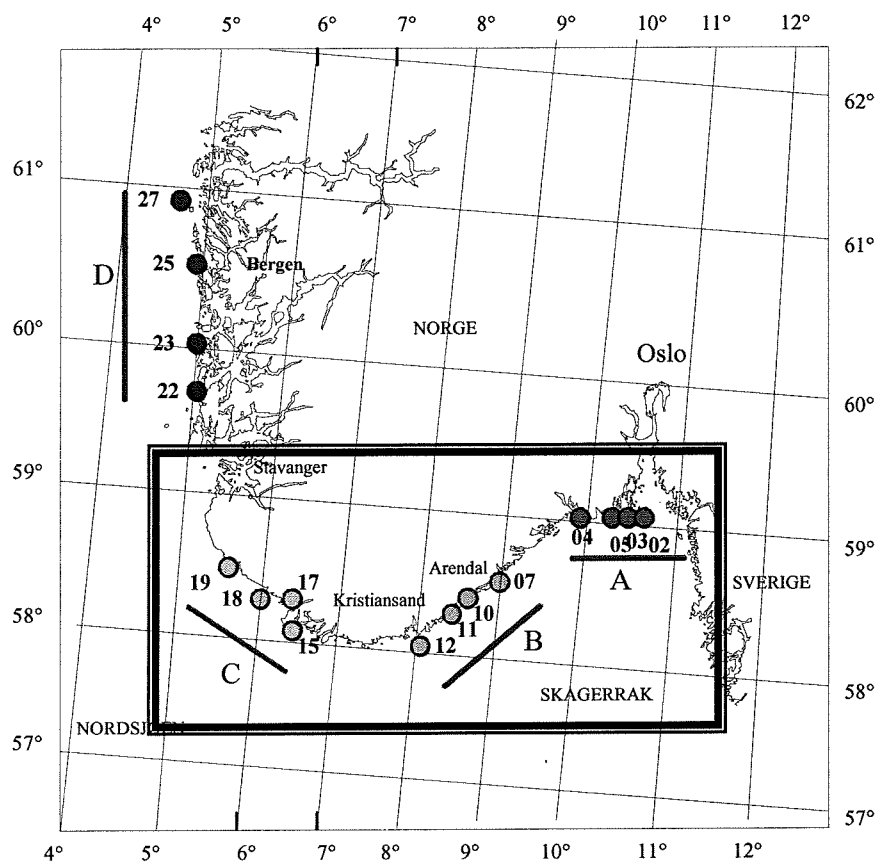 4° 5° 6° 7° 8° 9° 10° 11° 12°
62°
61°
27
61°
25
Bergen
D
60°
23
NORGE
Oslo
22
60°
59°
Stavanger
04
05
03
02
59°
Arendal
07
A
SVERIGE
19
17
10
18
Kristiansand
11
58°
15
12
B
C
SKAGERRAK
58°
NORDSJØEN
57°
57°
4° 5° 6° 7° 8° 9° 10° 11° 12°